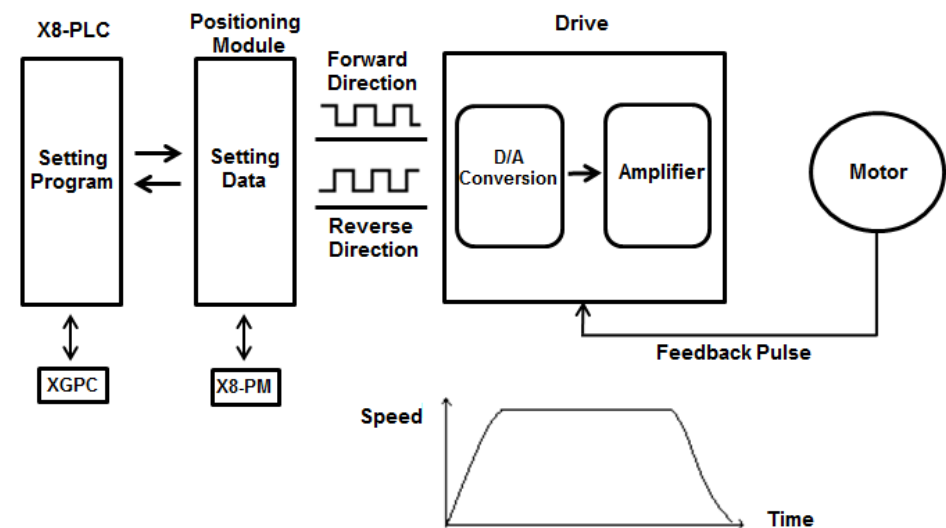 X8-PLC
Positioning
Module
Drive
Forward
Direction
Setting
Program
Setting
Data
D/A
Conversion
Amplifier
Motor
Reverse
Direction
Feedback Pulse
XGPC
X8-PM
Speed
Time